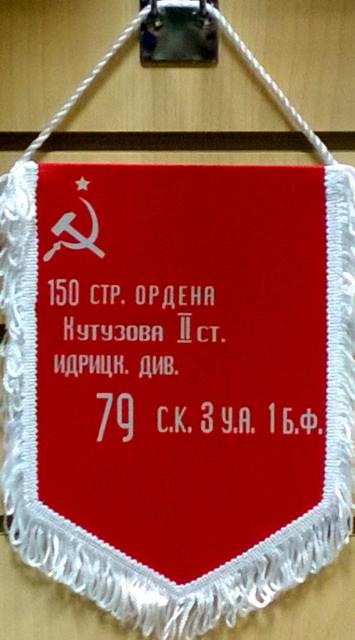 150 СТР. ОРДЕНА
Кутузова II ст.
ИДРИЦК. ДИВ.
79 С.К. 3 У.А. 1 Б.Ф.